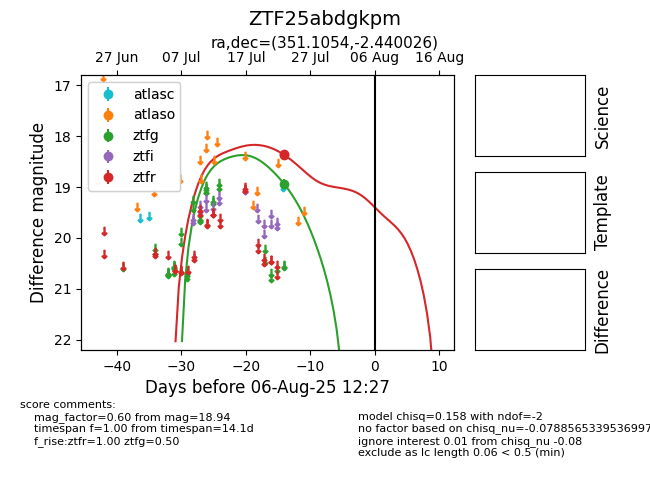 ZTF25abdgkpm
ra,dec=(351.1054,-2.440026)
27 Jun 07 Jul 17 Jul 27 Jul 06 Aug 16 Aug
17
18
19
20
21
22
Difference magnitude
atlasc
atlaso
ztfg
ztfi
ztfr
−40 −30 −20 −10 0 10
Days before 06-Aug-25 12:27
Science
Template
Difference
score comments:
mag_factor=0.60 from mag=18.94
timespan f=1.00 from timespan=14.1d
f_rise:ztfr=1.00 ztfg=0.50
model chisq=0.158 with ndof=-2
no factor based on chisq_nu=-0.0788565339536997
ignore interest 0.01 from chisq_nu -0.08
exclude as lc length 0.06 < 0.5 (min)